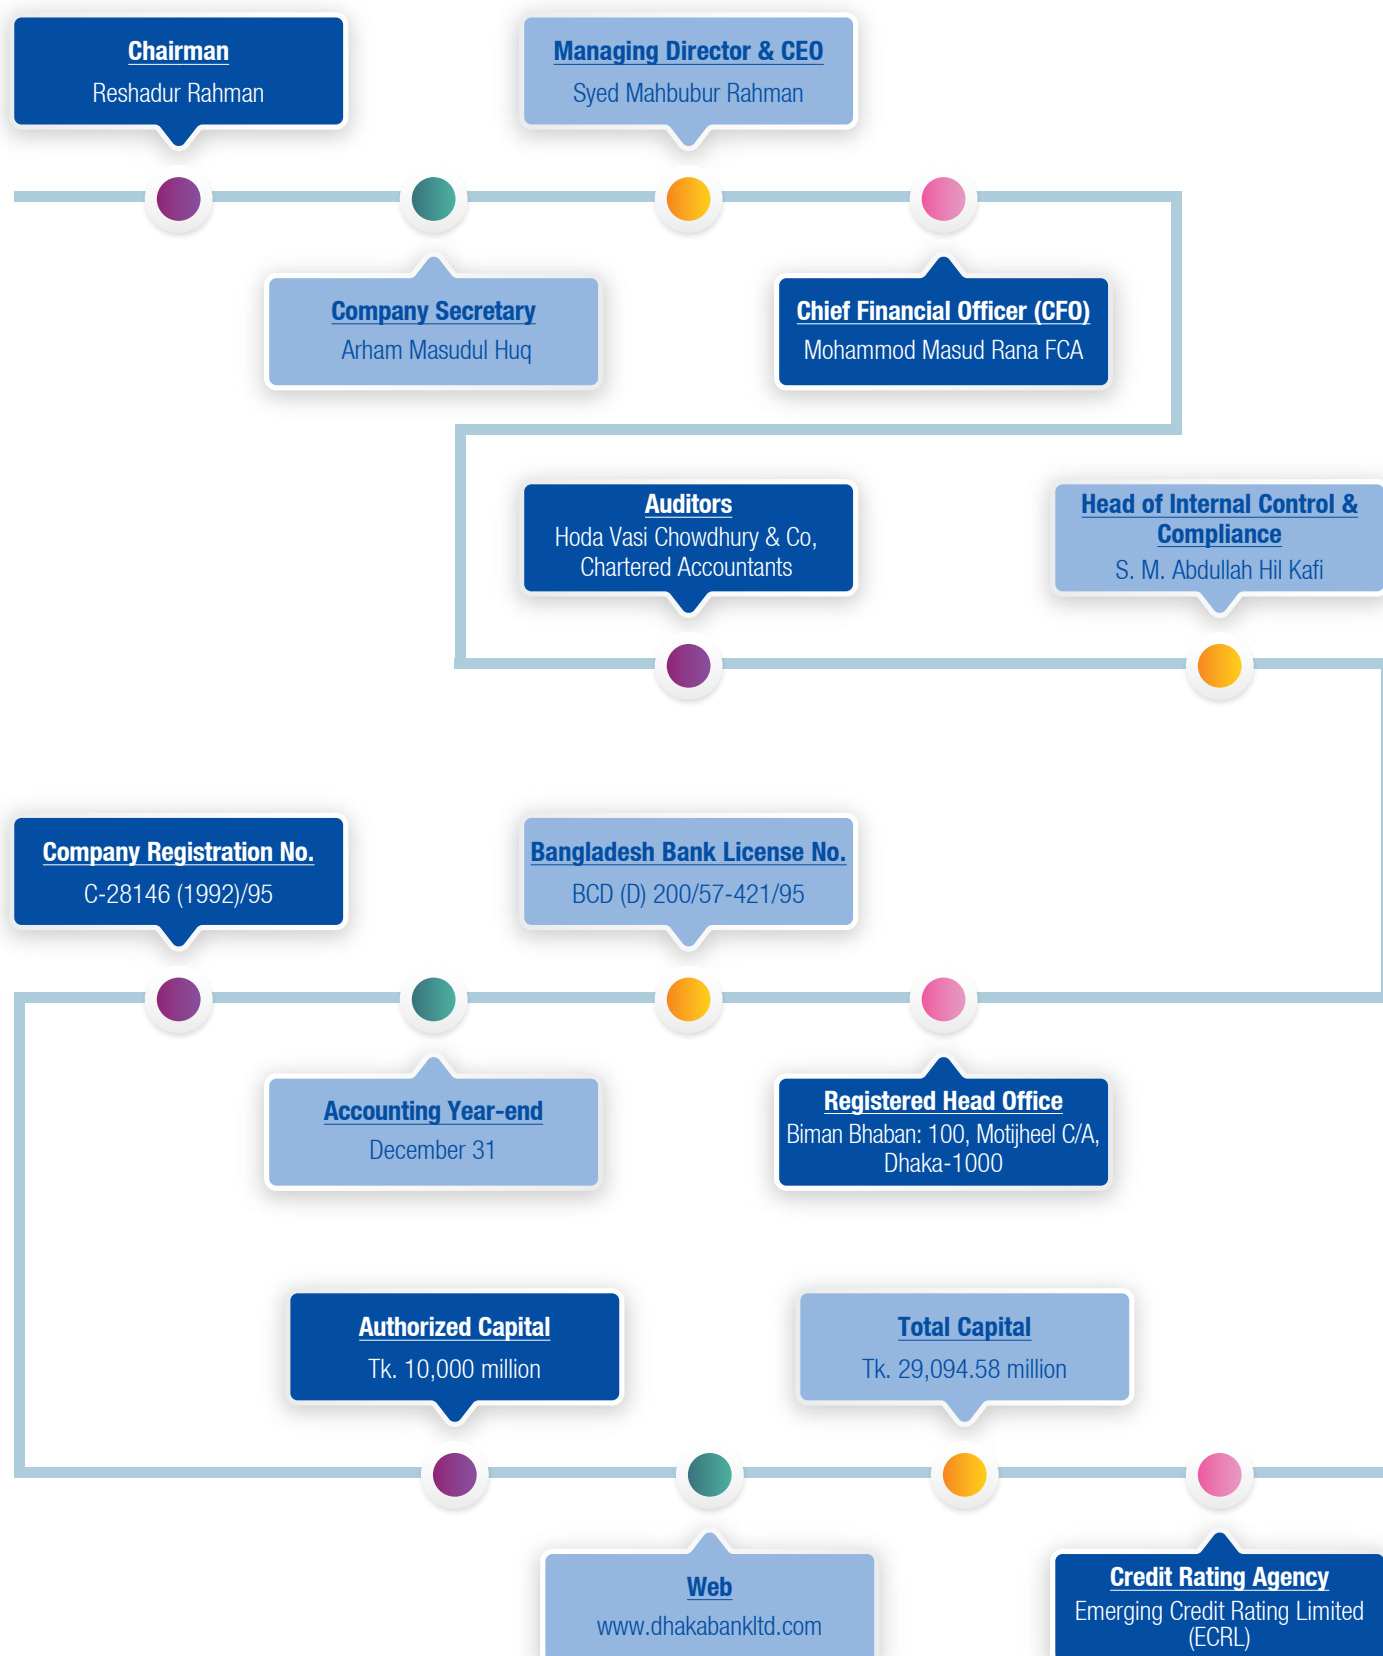 Chairman
Reshadur Rahman
Managing Director & CEO
Syed Mahbubur Rahman
Company Secretary
Arham Masudul Huq
Chief Financial Officer (CFO)
Mohammod Masud Rana FCA
Auditors
Hoda Vasi Chowdhury & Co,
Chartered Accountants
Head of Internal Control &
Compliance
S. M. Abdullah Hil Kafi
Company Registration No.
C-28146 (1992)/95
Bangladesh Bank License No.
BCD (D) 200/57-421/95
Accounting Year-end
December 31
Registered Head Office
Biman Bhaban: 100, Motijheel C/A,
Dhaka-1000
Authorized Capital
Tk. 10,000 million
Total Capital
Tk. 29,094.58 million
Web
www.dhakabankltd.com
Credit Rating Agency
Emerging Credit Rating Limited
(ECRL)